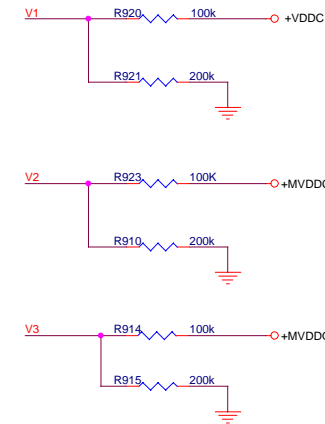 V1 R920 100k +VDDC
R921 200k
V2 R923 100K +MVDDC
R910 200k
V3 R914 100k +MVDDC
R915 200k